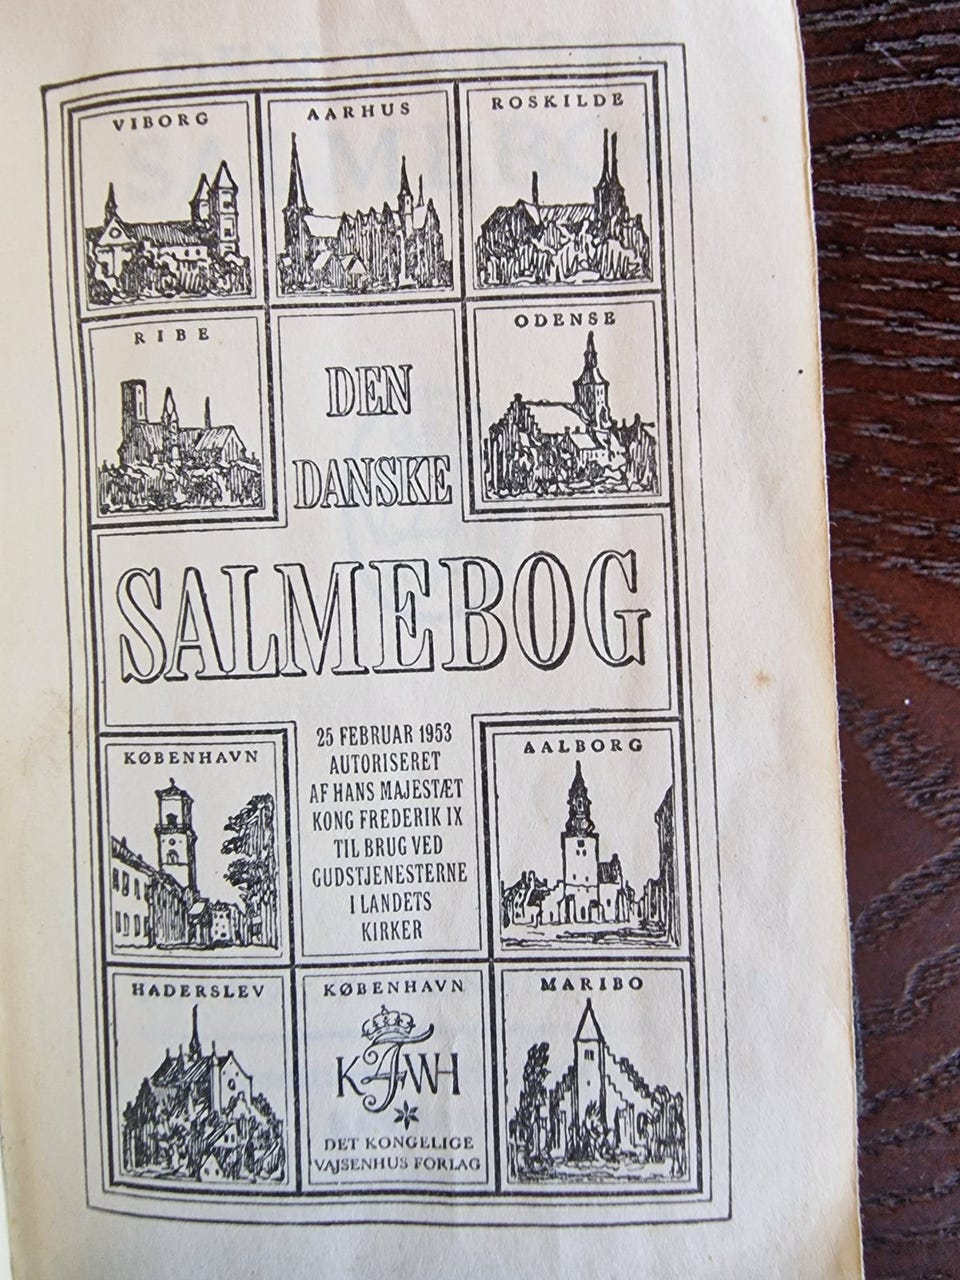 VIBORG
AARHUS
ROSKILDE
RIBE
ODENSE
DEN
DANSKE
SALMEBOG
KØBENHAVN
25 FEBRUAR 1953
AUTORISERET
AF HANS MAJESTÆT
KONG FREDERIK IX
TIL BRUG VED
GUDSTJENESTERNE
I LANDETS
KIRKER
AALBORG
HADERSLEV
KØBENHAVN
KFWH
DET KONGELIGE
VAJSENHUS FORLAG
MARIBO